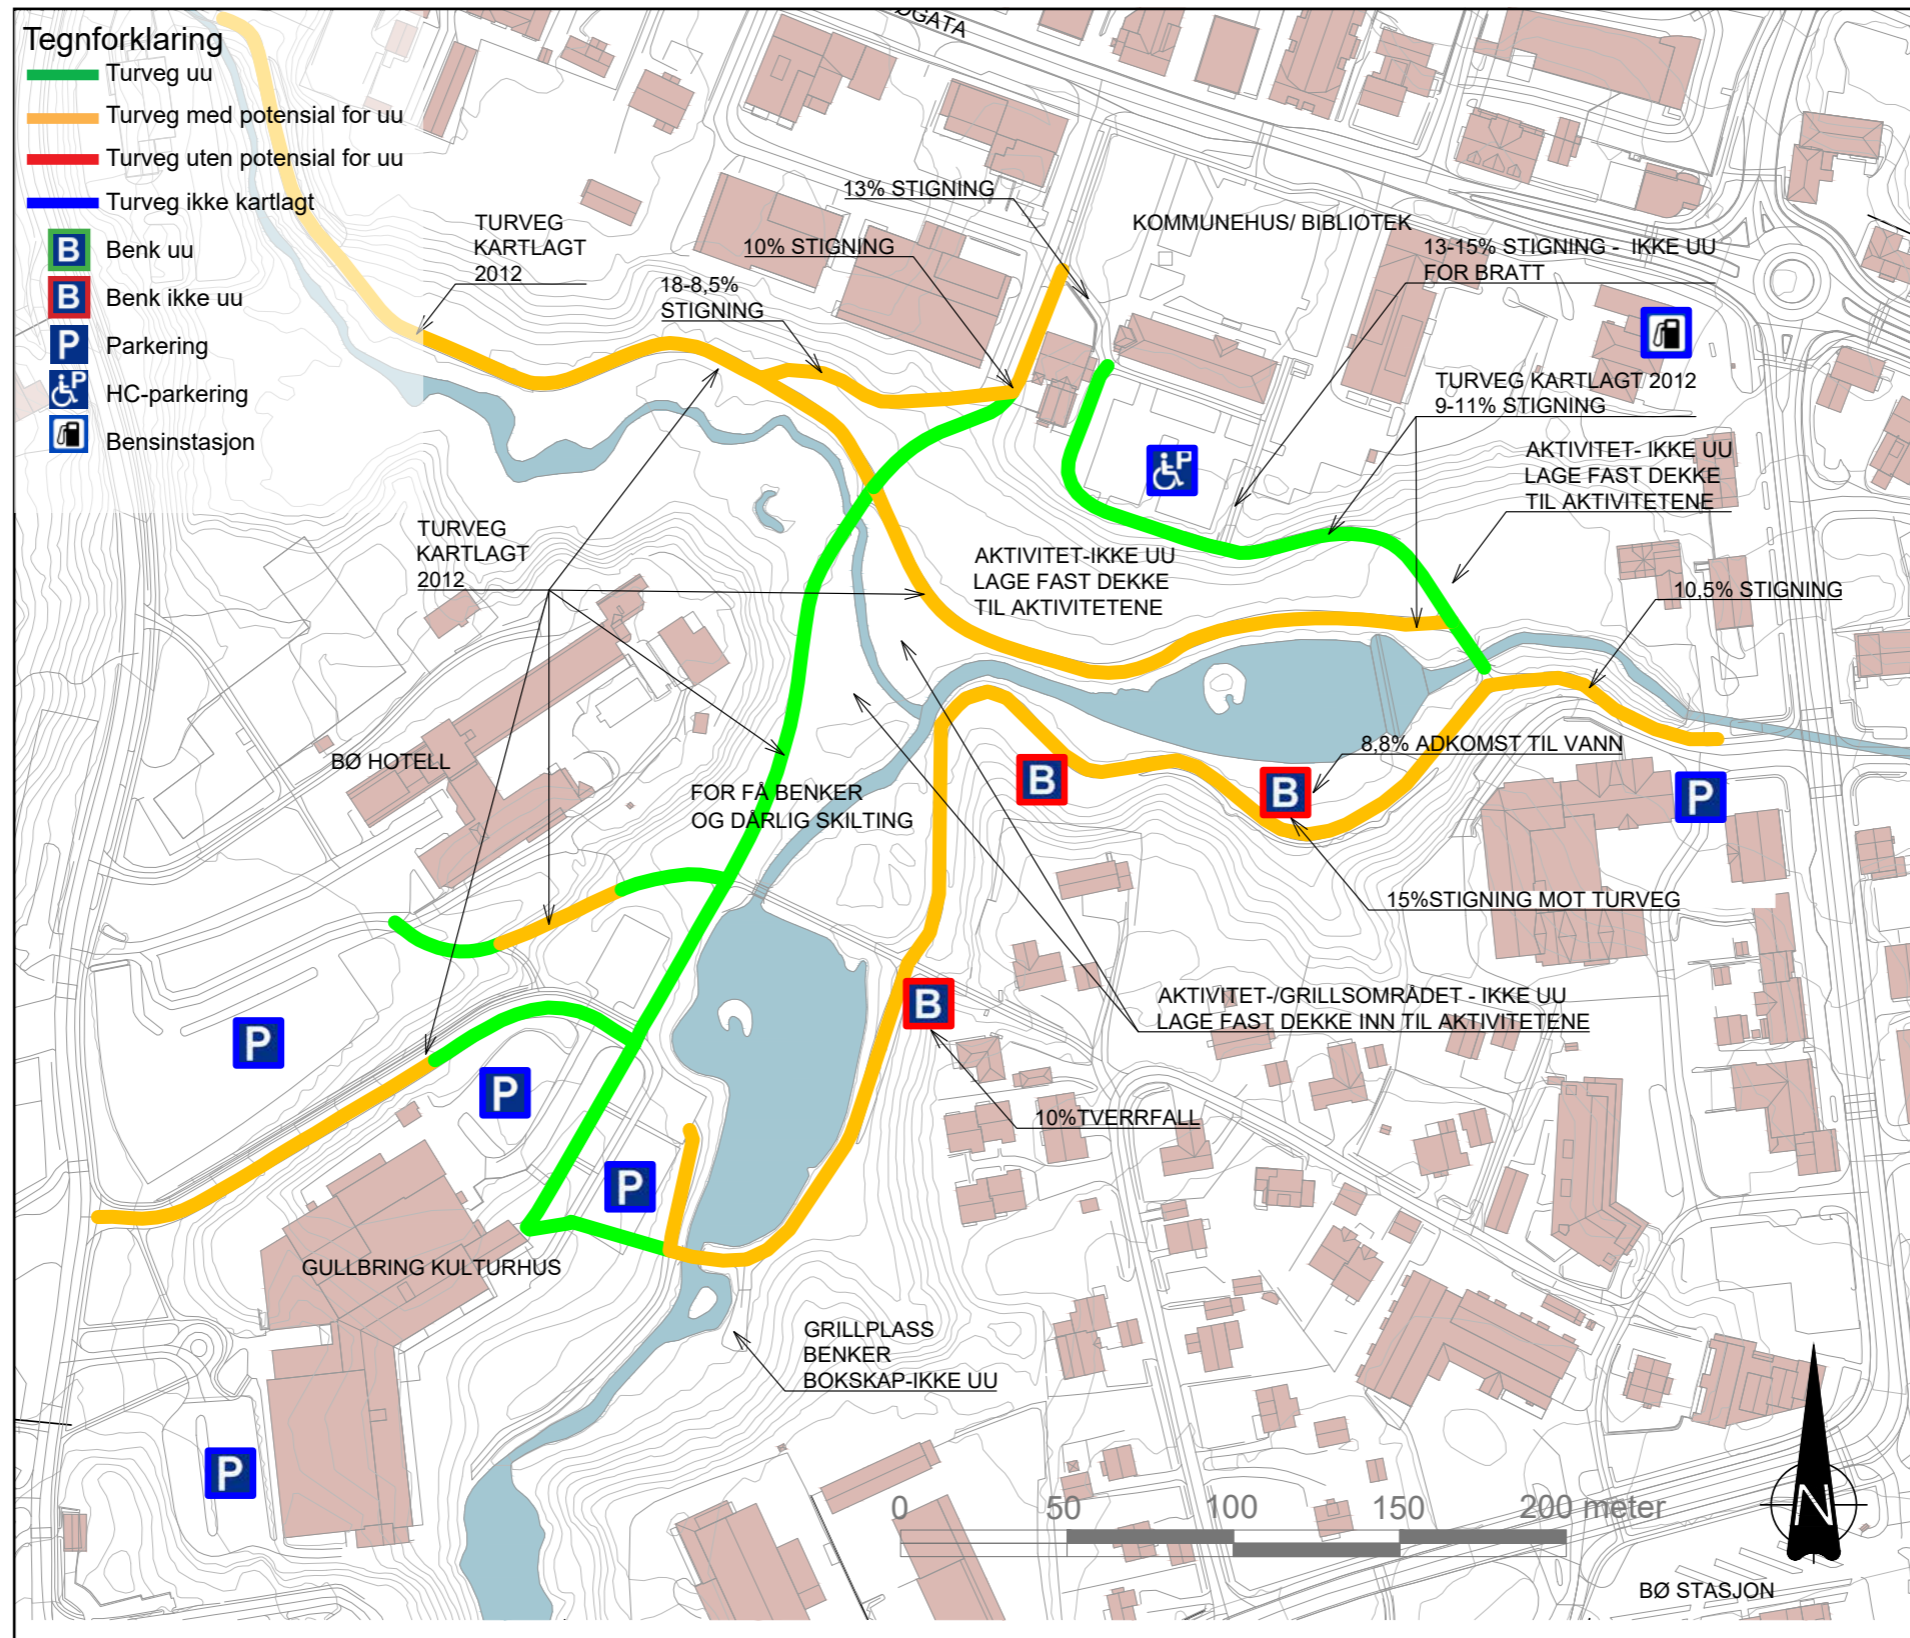 ØGATA
Tegnforklaring
Turveg uu
Turveg med potensial for uu
Turveg uten potensial for uu
Turveg ikke kartlagt
B Benk uu
B Benk ikke uu
P Parkering
P HC-parkering
Bensinstasjon
TURVEG
KARTLAGT
2012
18-8,5%
STIGNING
10% STIGNING
13% STIGNING
KOMMUNEHUS/ BIBLIOTEK
13-15% STIGNING - IKKE UU
FOR BRATT
TURVEG KARTLAGT 2012
9-11% STIGNING
P
AKTIVITET- IKKE UU
LAGE FAST DEKKE
TIL AKTIVITETENE
TURVEG
KARTLAGT
2012
AKTIVITET-IKKE UU
LAGE FAST DEKKE
TIL AKTIVITETENE
10,5% STIGNING
BØ HOTELL
FOR FÅ BENKER
OG DÅRLIG SKILTING
B
B
8,8% ADKOMST TIL VANN
P
15%STIGNING MOT TURVEG
B
AKTIVITET-/GRILLSOMRÅDET - IKKE UU
LAGE FAST DEKKE INN TIL AKTIVITETENE
P
P
10%TVERRFALL
P
GULLBRING KULTURHUS
GRILLPLASS
BENKER
BOKSKAP-IKKE UU
P
0 50 100 150 200 meter
N
BØ STASJON